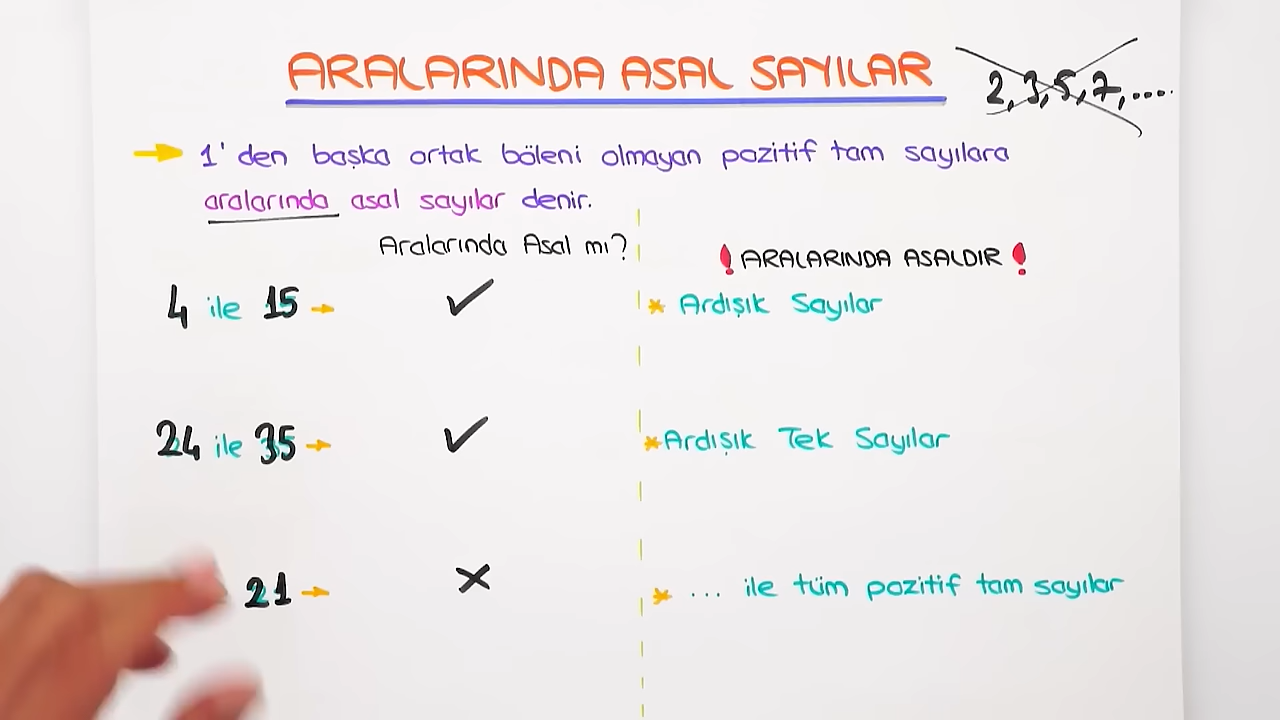 ARALARINDA ASAL SAYILAR
2, 3, 5, 7, ....
1'den başka ortak böleni olmayan pozitif tam sayılara
aralarında asal sayılar denir.
Aralarında Asal mı?
4 ile 15
24 ile 35
21
! ARALARINDA ASALDIR !
* Ardışık Sayılar
* Ardışık Tek Sayılar
* ... ile tüm pozitif tam sayılar